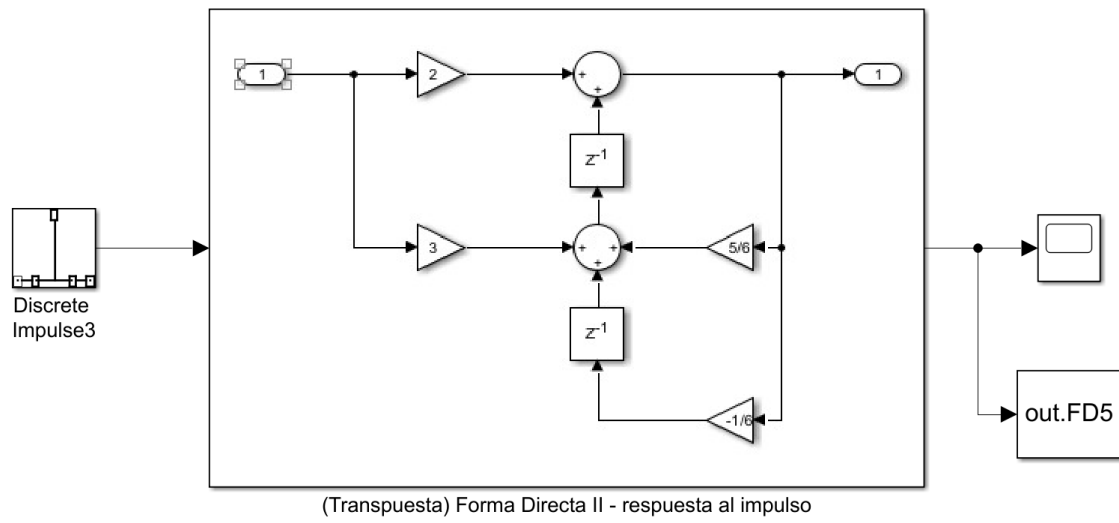 1
2
+
+
1
z-1
3
+
+
+
5/6
z-1
-1/6
Discrete
Impulse3
out.FD5
(Transpuesta) Forma Directa II - respuesta al impulso